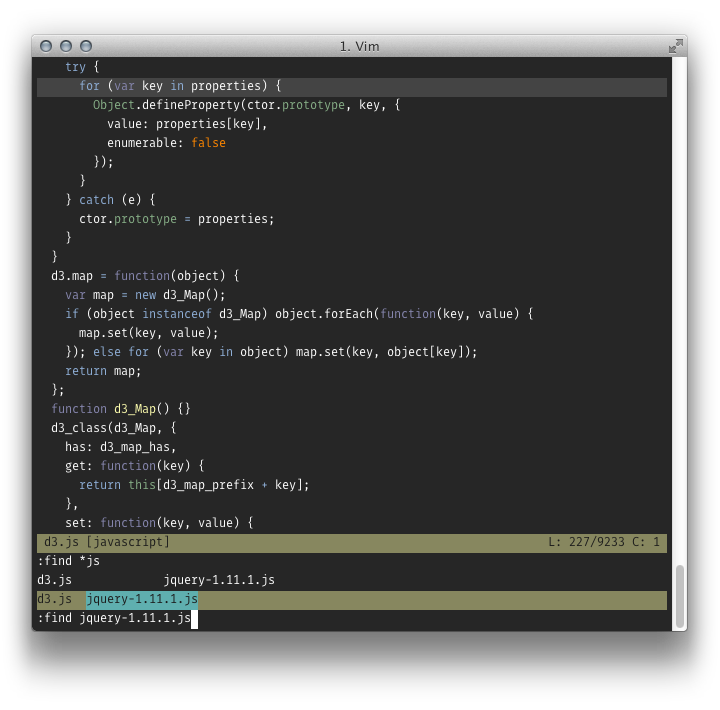 1. Vim
try {
for (var key in properties) {
Object.defineProperty(ctor.prototype, key, {
value: properties[key],
enumerable: false
});
}
} catch (e) {
ctor.prototype = properties;
}
}
d3.map = function(object) {
var map = new d3_Map();
if (object instanceof d3_Map) object.forEach(function(key, value) {
map.set(key, value);
}); else for (var key in object) map.set(key, object[key]);
return map;
};
function d3_Map() {}
d3_class(d3_Map, {
has: d3_map_has,
get: function(key) {
return this[d3_map_prefix + key];
},
set: function(key, value) {
d3.js [javascript] L: 227/9233 C: 1
:find *js
d3.js jquery-1.11.1.js
d3.js jquery-1.11.1.js
:find jquery-1.11.1.js